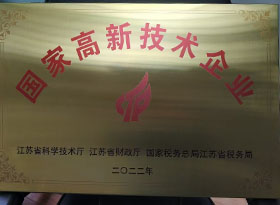 国家高新技术企业
江苏省科学技术厅 江苏省财政厅 国家税务总局江苏省税务局
二〇二二年